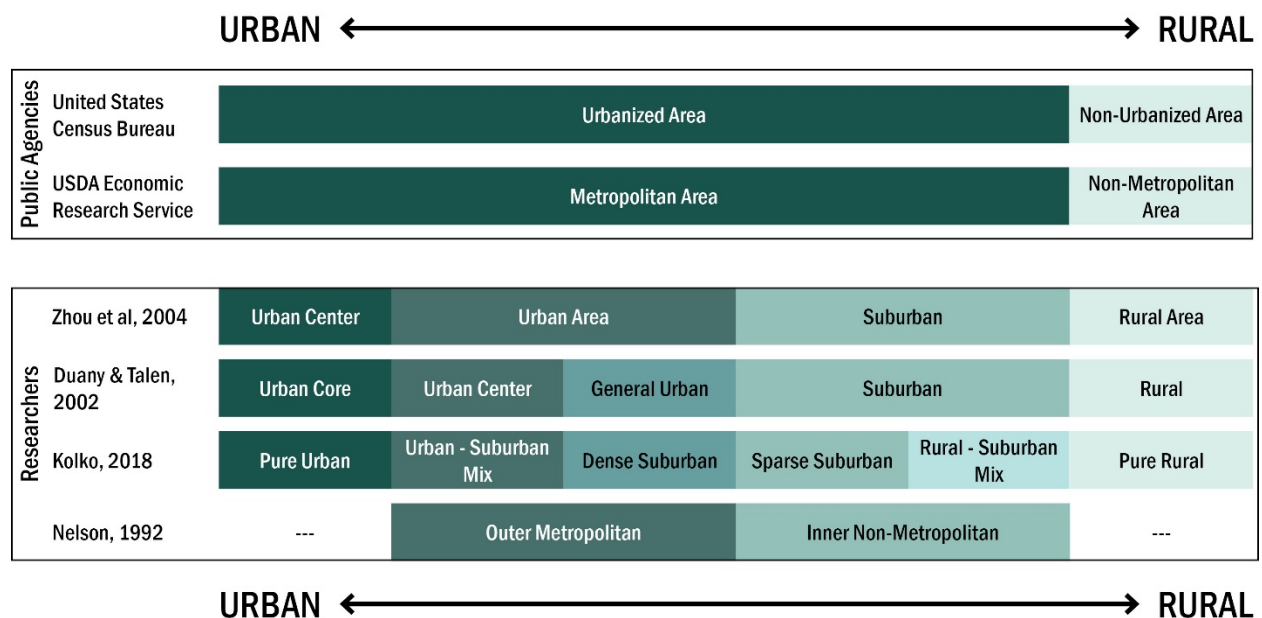 URBAN RURAL
Public Agencies
United States
Census Bureau
Urbanized Area
Non-Urbanized Area
USDA Economic
Research Service
Metropolitan Area
Non-Metropolitan
Area
Researchers
Zhou et al, 2004
Urban Center
Urban Area
Suburban
Rural Area
Duany & Talen,
2002
Urban Core
Urban Center
General Urban
Suburban
Rural
Kolko, 2018
Pure Urban
Urban - Suburban
Mix
Dense Suburban
Sparse Suburban
Rural - Suburban
Mix
Pure Rural
Nelson, 1992
---
Outer Metropolitan
Inner Non-Metropolitan
---
URBAN RURAL